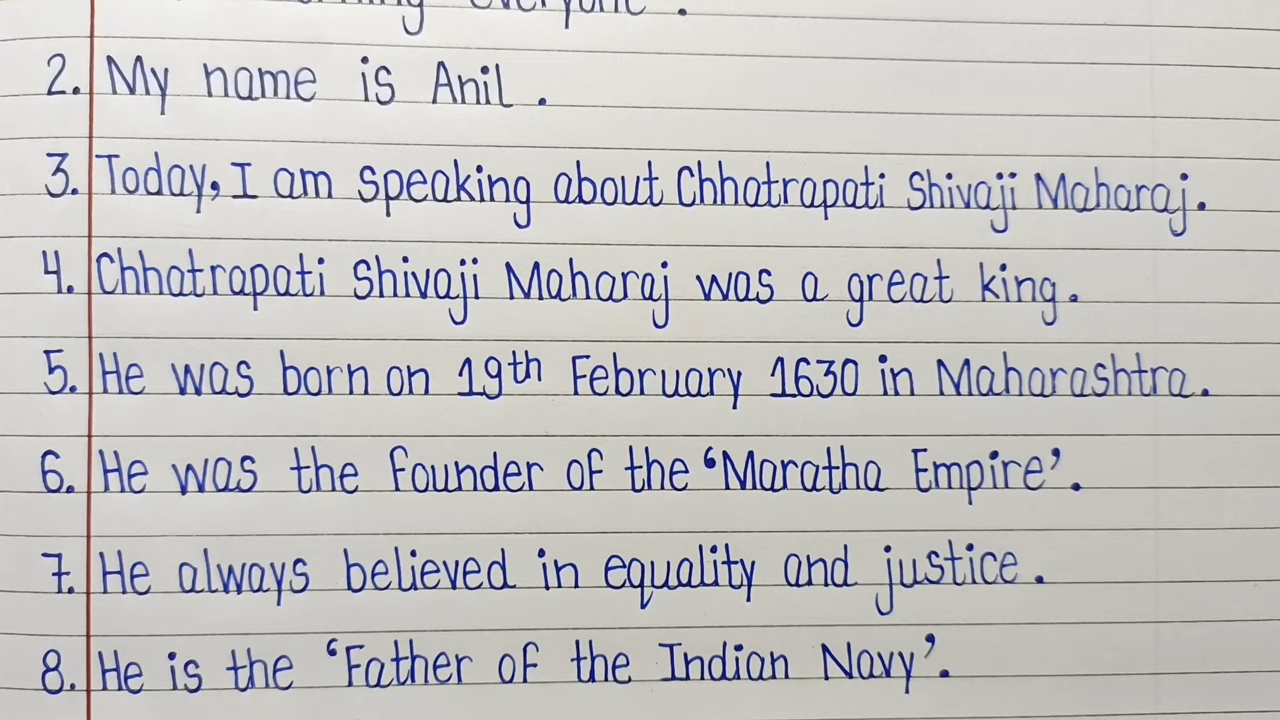 everyone.
2. My name is Anil.
3. Today, I am speaking about Chhatrapati Shivaji Maharaj.
4. Chhatrapati Shivaji Maharaj was a great king.
5. He was born on 19th February 1630 in Maharashtra.
6. He was the founder of the ‘Maratha Empire’.
7. He always believed in equality and justice.
8. He is the ‘Father of the Indian Navy’.